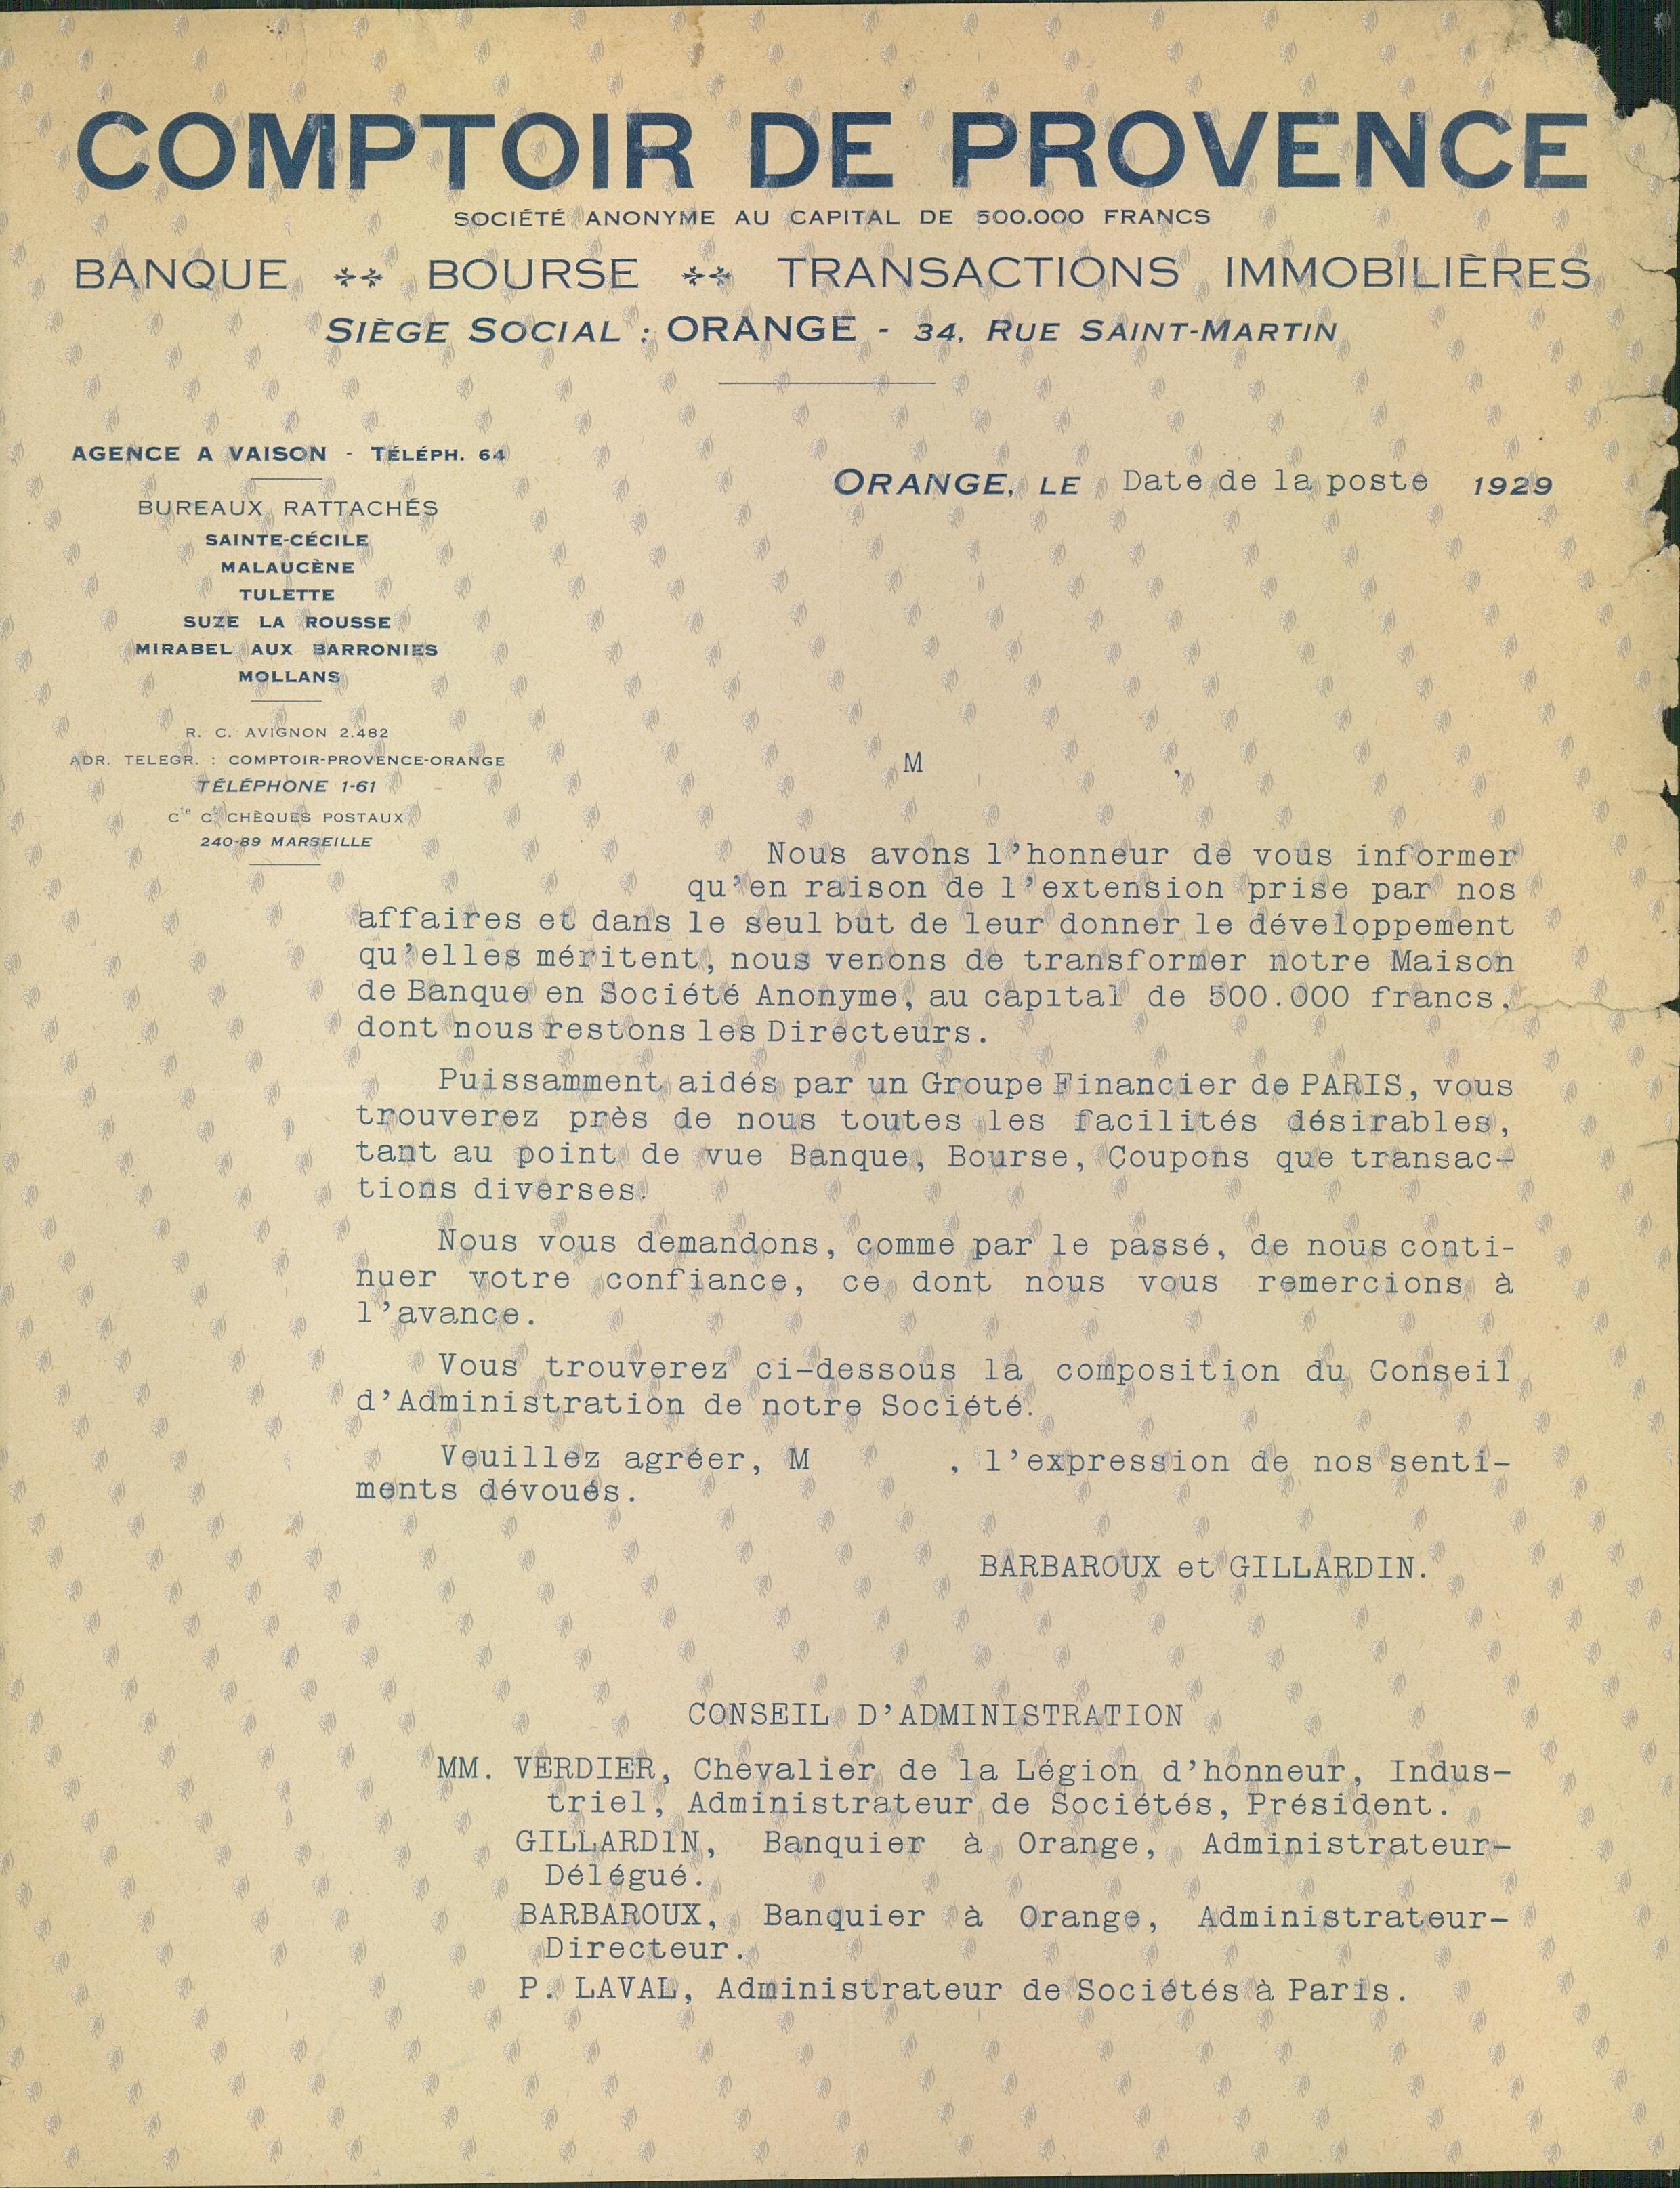 COMPTOIR DE PROVENCE
SOCIÉTÉ ANONYME AU CAPITAL DE 500.000 FRANCS
BANQUE ** BOURSE ** TRANSACTIONS IMMOBILIÈRES
SIÈGE SOCIAL : ORANGE - 34, RUE SAINT-MARTIN
AGENCE A VAISON - TÉLÉPH. 64
BUREAUX RATTACHÉS
SAINTE-CÉCILE
MALAUCÈNE
TULETTE
SUZE LA ROUSSE
MIRABEL AUX BARRONIES
MOLLANS
R. C. AVIGNON 2.482
ADR. TELEGR. : COMPTOIR-PROVENCE-ORANGE
TÉLÉPHONE 1-61
Cte Ct CHÈQUES POSTAUX
240-89 MARSEILLE
ORANGE, LE Date de la poste 1929
M ,
Nous avons l'honneur de vous informer
qu'en raison de l'extension prise par nos
affaires et dans le seul but de leur donner le développement
qu'elles méritent, nous venons de transformer notre Maison
de Banque en Société Anonyme, au capital de 500.000 francs,
dont nous restons les Directeurs.
Puissamment aidés par un Groupe Financier de PARIS, vous
trouverez près de nous toutes les facilités désirables,
tant au point de vue Banque, Bourse, Coupons que transac-
tions diverses.
Nous vous demandons, comme par le passé, de nous conti-
nuer votre confiance, ce dont nous vous remercions à
l'avance.
Vous trouverez ci-dessous la composition du Conseil
d'Administration de notre Société.
Veuillez agréer, M , l'expression de nos senti-
ments dévoués.
BARBAROUX et GILLARDIN.
CONSEIL D'ADMINISTRATION
MM. VERDIER, Chevalier de la Légion d'honneur, Indus-
triel, Administrateur de Sociétés, Président.
GILLARDIN, Banquier à Orange, Administrateur-
Délégué.
BARBAROUX, Banquier à Orange, Administrateur-
Directeur.
P. LAVAL, Administrateur de Sociétés à Paris.